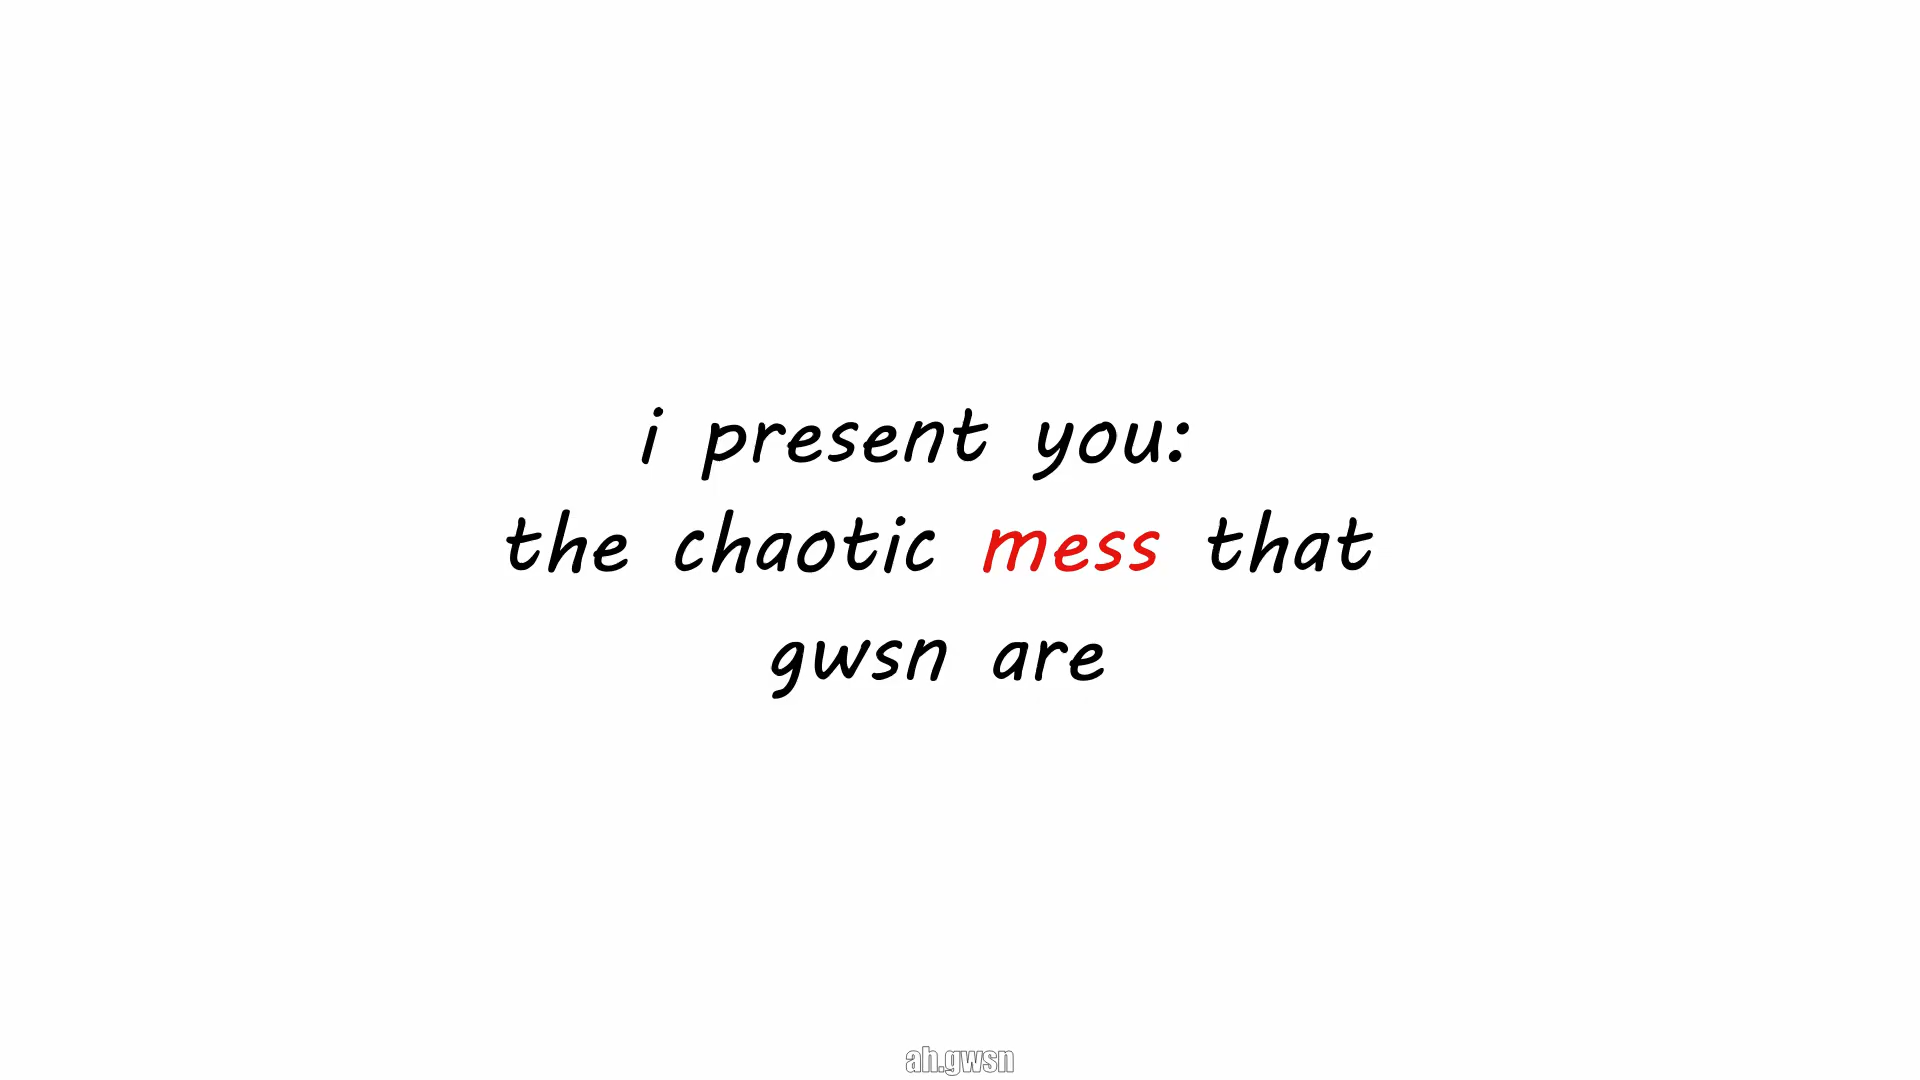 i present you:
the chaotic mess that
gwsn are
ah.gwsn